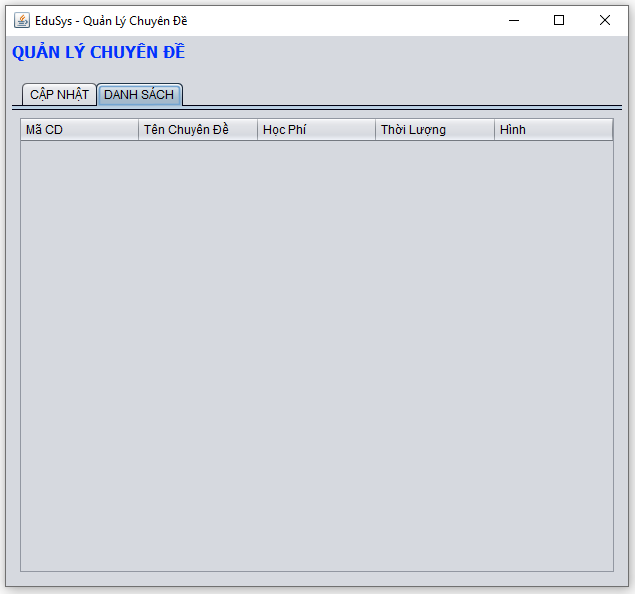 EduSys - Quản Lý Chuyên Đề
QUẢN LÝ CHUYÊN ĐỀ
CẬP NHẬT DANH SÁCH
Mã CD Tên Chuyên Đề Học Phí Thời Lượng Hình